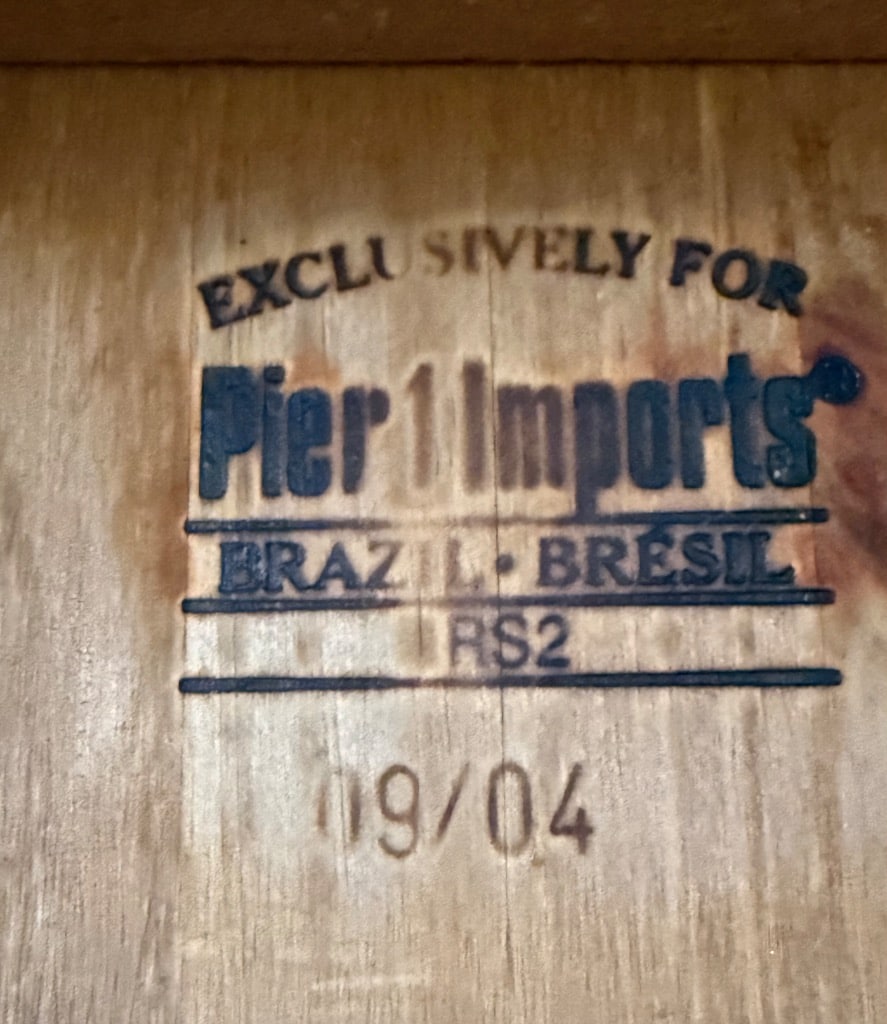 EXCLUSIVELY FOR
Pier 1 Imports®
BRAZIL • BRÉSIL
RS2
09/04